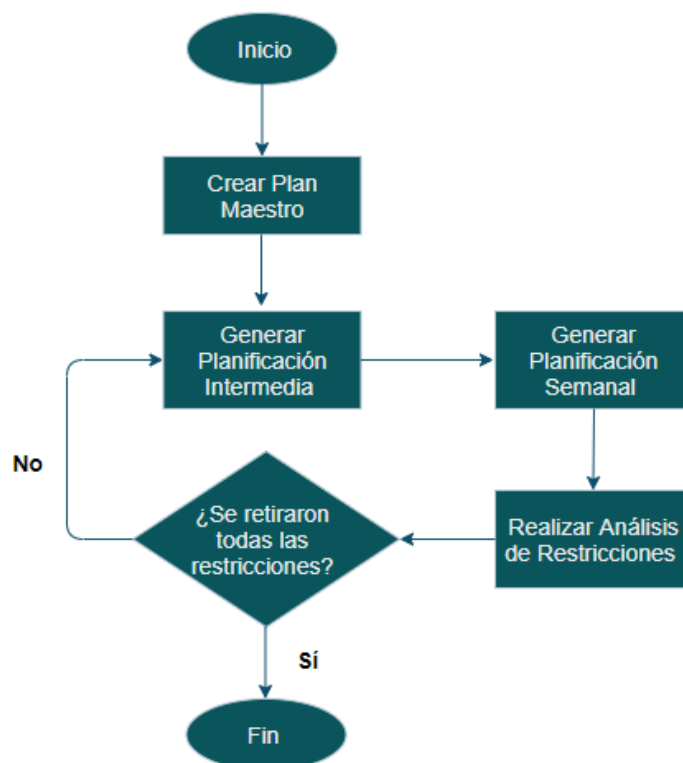 Inicio
Crear Plan
Maestro
Generar
Planificación
Intermedia
Generar
Planificación
Semanal
Realizar Análisis
de Restricciones
¿Se retiraron
todas las
restricciones?
No
Sí
Fin